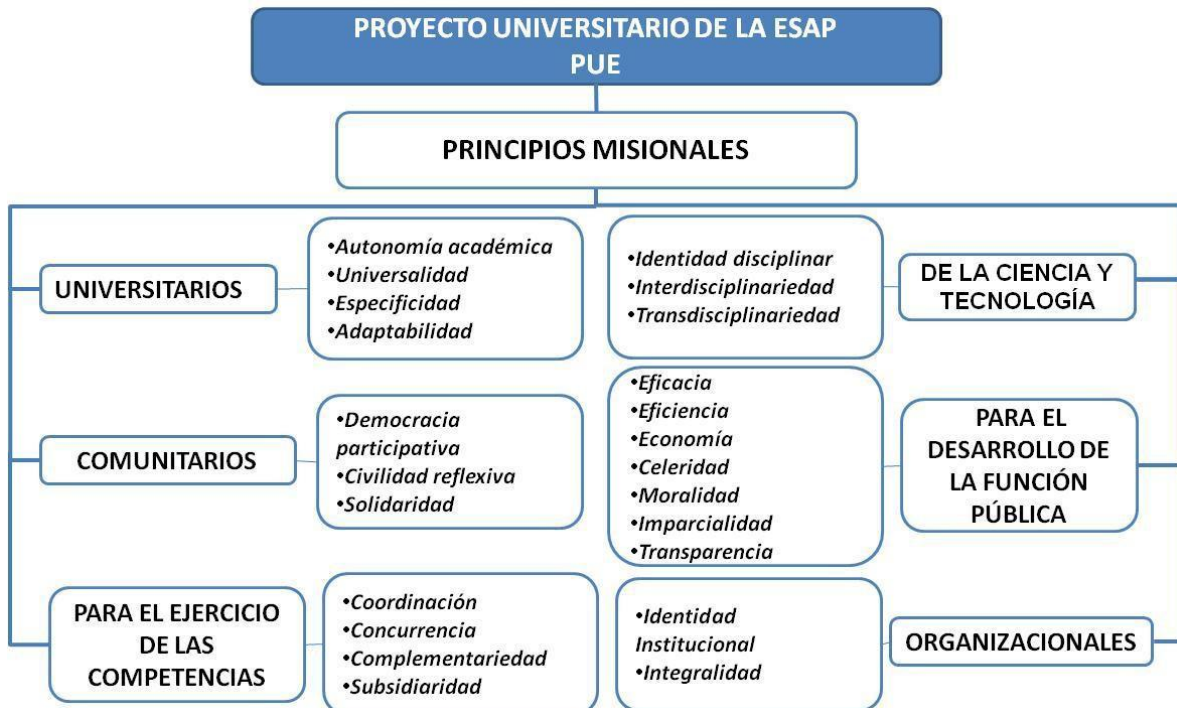 PROYECTO UNIVERSITARIO DE LA ESAP
PUE
PRINCIPIOS MISIONALES
UNIVERSITARIOS
•Autonomía académica
•Universalidad
•Especificidad
•Adaptabilidad
•Identidad disciplinar
•Interdisciplinariedad
•Transdisciplinariedad
DE LA CIENCIA Y
TECNOLOGÍA
COMUNITARIOS
•Democracia
participativa
•Civilidad reflexiva
•Solidaridad
•Eficacia
•Eficiencia
•Economía
•Celeridad
•Moralidad
•Imparcialidad
•Transparencia
PARA EL
DESARROLLO DE
LA FUNCIÓN
PÚBLICA
PARA EL EJERCICIO
DE LAS
COMPETENCIAS
•Coordinación
•Concurrencia
•Complementariedad
•Subsidiaridad
•Identidad
Institucional
•Integralidad
ORGANIZACIONALES